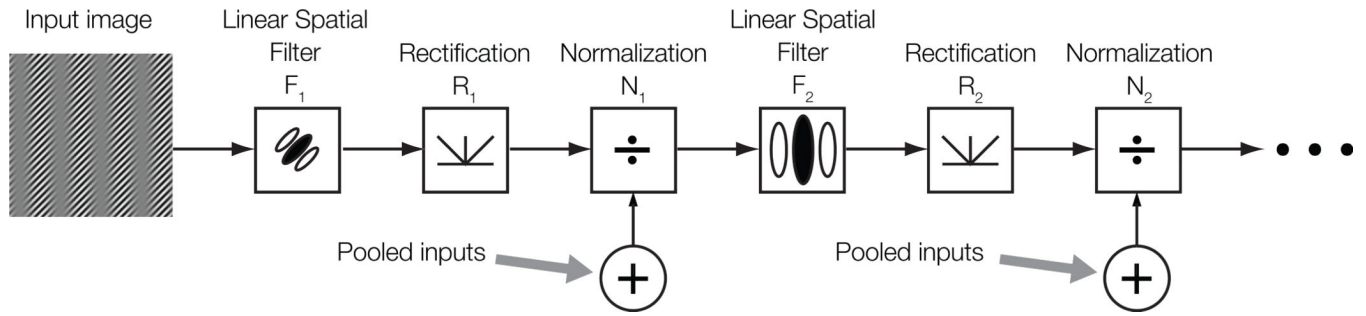 Input image
Linear Spatial
Filter
F1
Rectification
R1
Normalization
N1
Linear Spatial
Filter
F2
Rectification
R2
Normalization
N2
Pooled inputs
Pooled inputs